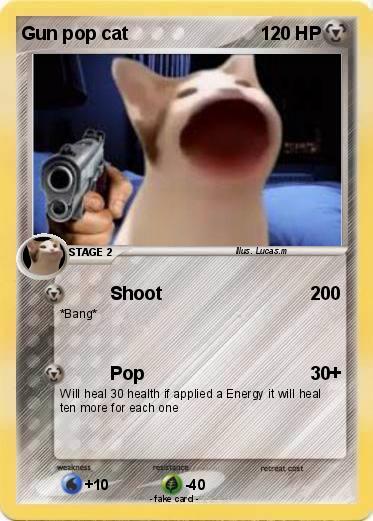 Gun pop cat 120 HP
STAGE 2
Illus. Lucas.m
Shoot 200
*Bang*
Pop 30+
Will heal 30 health if applied a Energy it will heal
ten more for each one
weakness resistance retreat cost
+10 -40
- fake card -